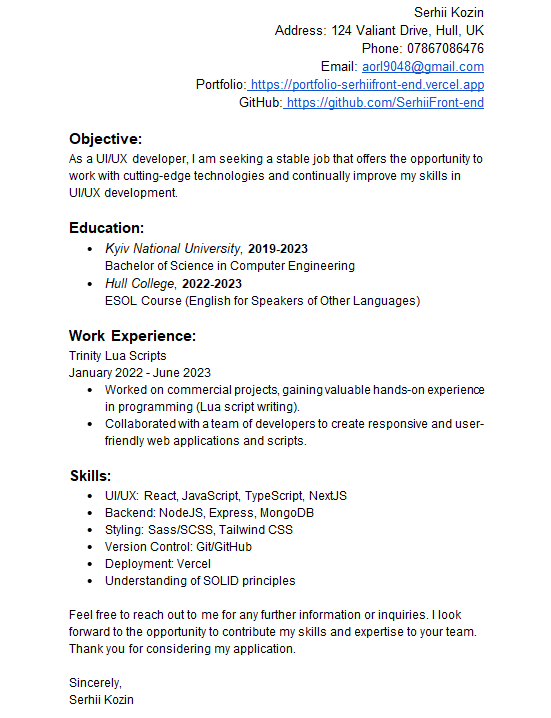 Serhii Kozin
Address: 124 Valiant Drive, Hull, UK
Phone: 07867086476
Email: aorl9048@gmail.com
Portfolio: https://portfolio-serhiifront-end.vercel.app
GitHub: https://github.com/SerhiiFront-end
Objective:
As a UI/UX developer, I am seeking a stable job that offers the opportunity to
work with cutting-edge technologies and continually improve my skills in
UI/UX development.
Education:
• Kyiv National University, 2019-2023
Bachelor of Science in Computer Engineering
• Hull College, 2022-2023
ESOL Course (English for Speakers of Other Languages)
Work Experience:
Trinity Lua Scripts
January 2022 - June 2023
• Worked on commercial projects, gaining valuable hands-on experience
in programming (Lua script writing).
• Collaborated with a team of developers to create responsive and user-
friendly web applications and scripts.
Skills:
• UI/UX: React, JavaScript, TypeScript, NextJS
• Backend: NodeJS, Express, MongoDB
• Styling: Sass/SCSS, Tailwind CSS
• Version Control: Git/GitHub
• Deployment: Vercel
• Understanding of SOLID principles
Feel free to reach out to me for any further information or inquiries. I look
forward to the opportunity to contribute my skills and expertise to your team.
Thank you for considering my application.
Sincerely,
Serhii Kozin